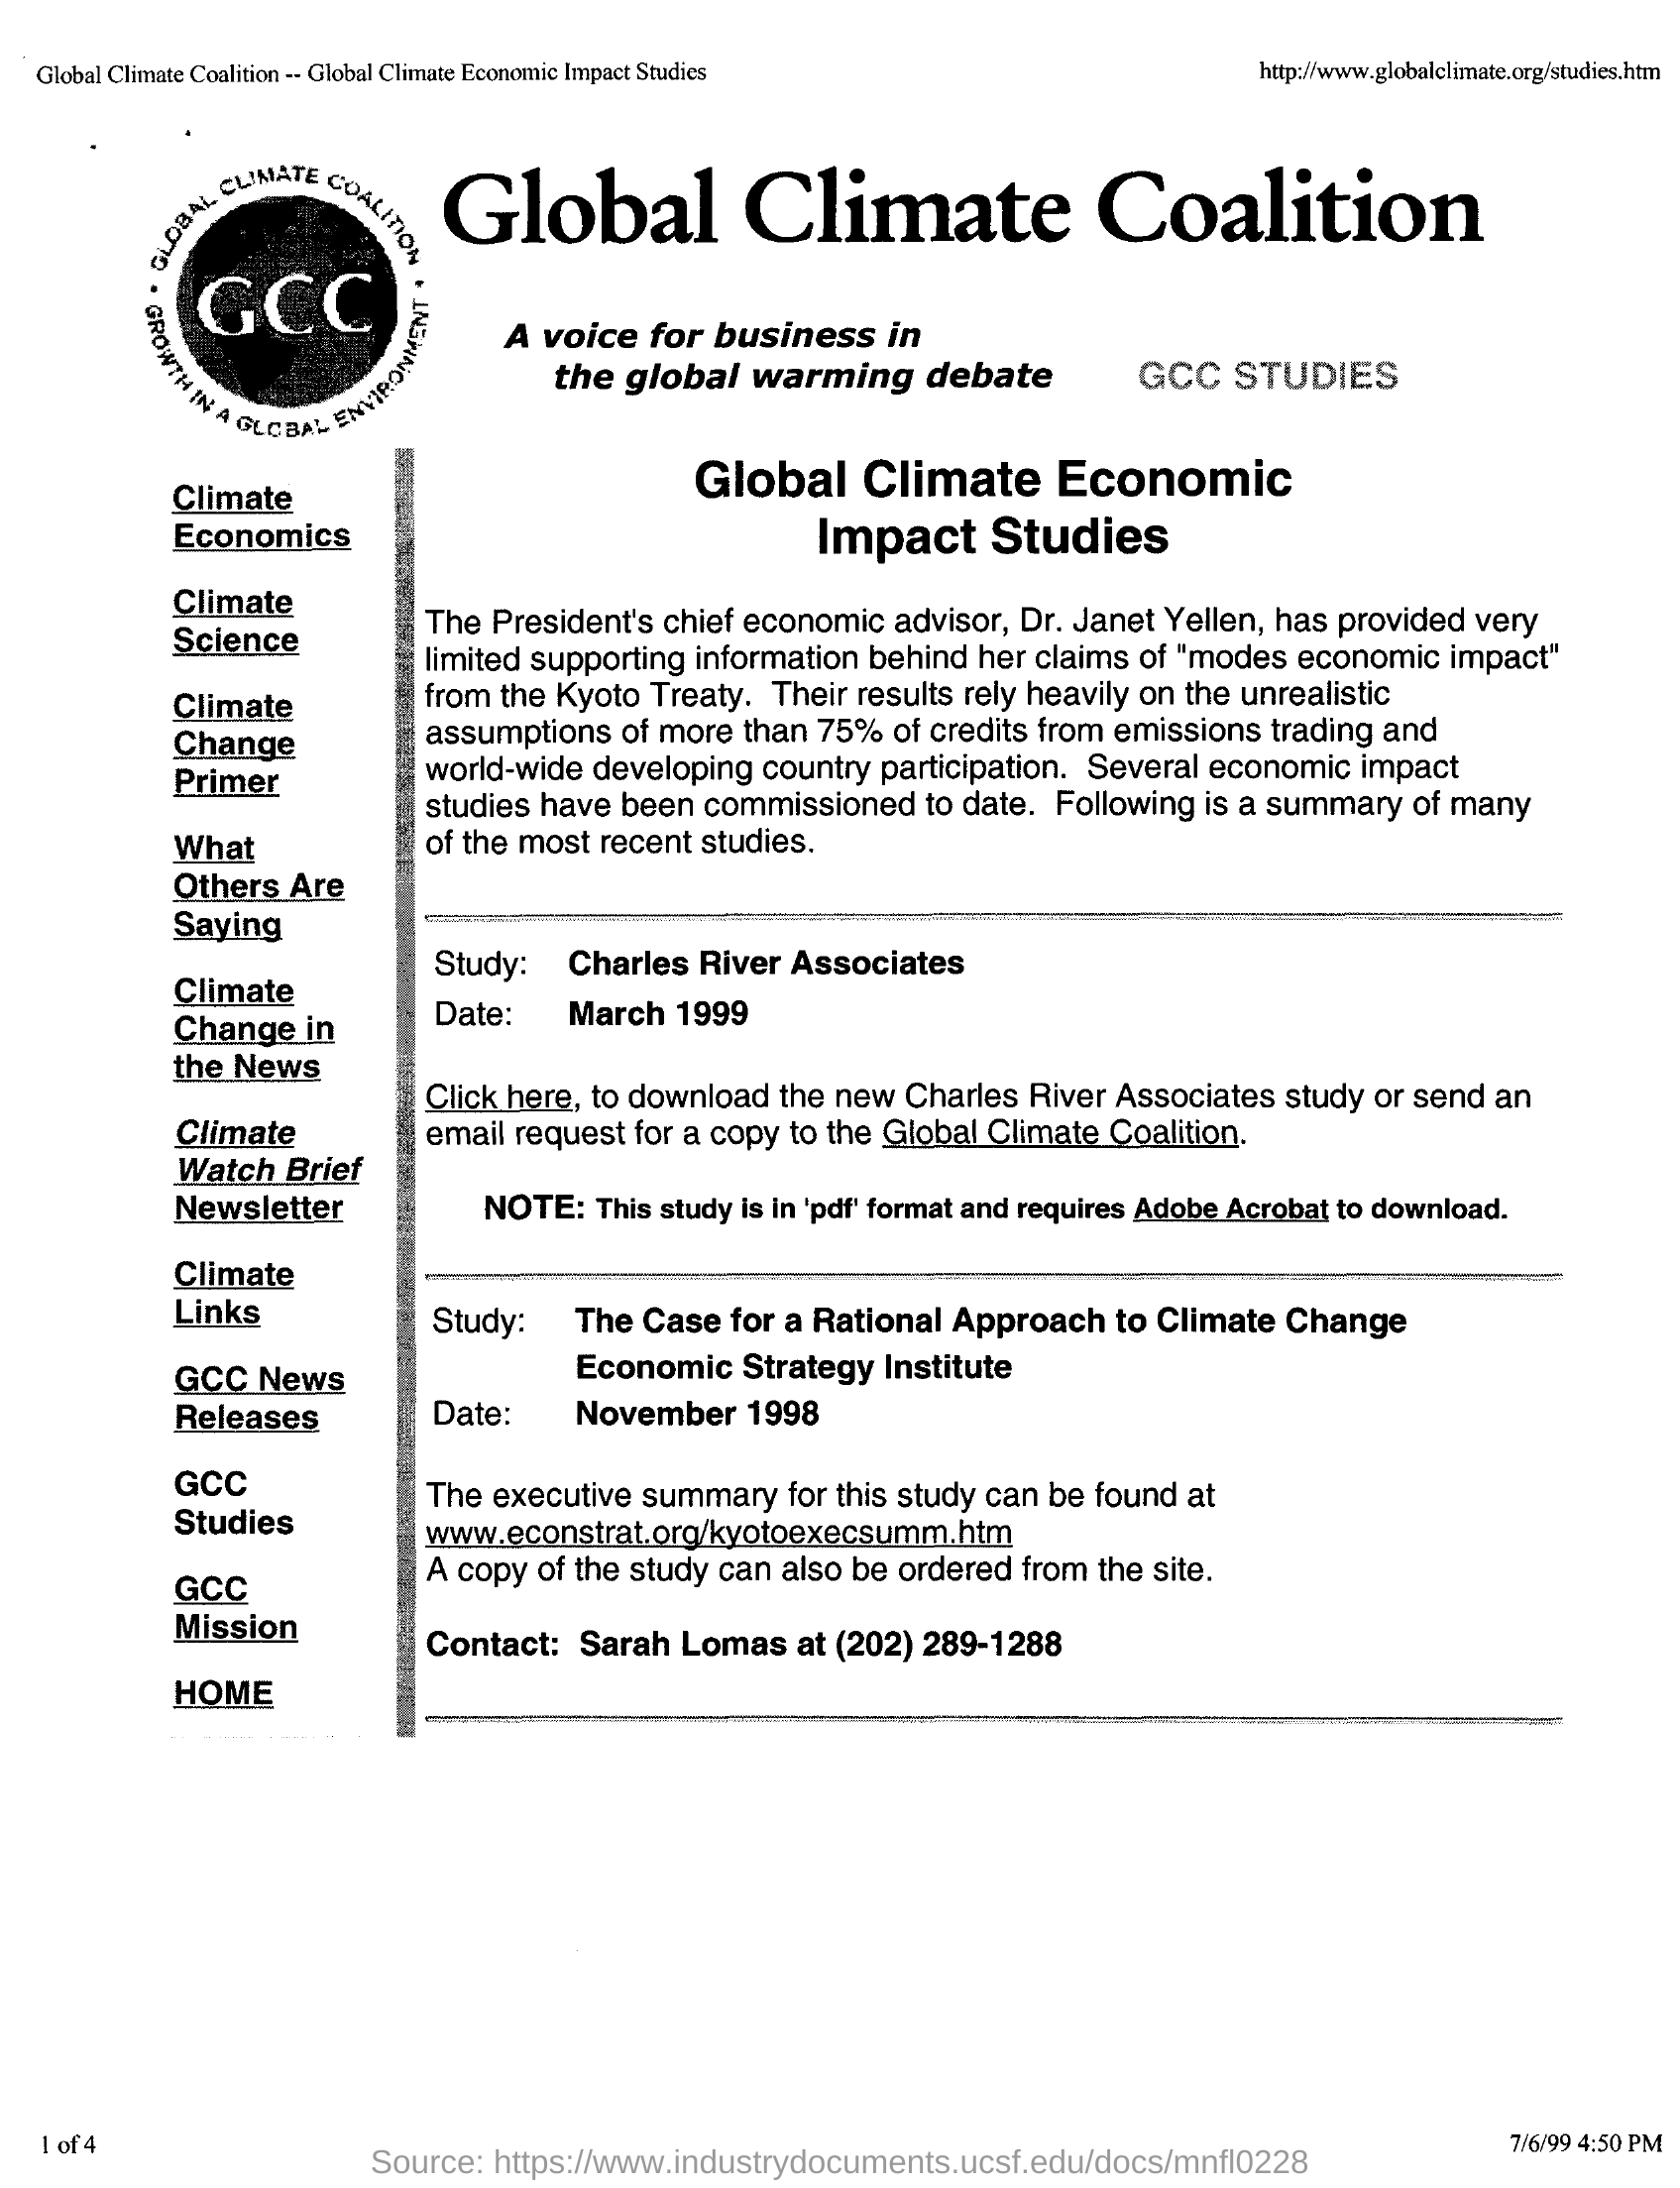 Global Climate Coalition -- Global Climate Economic Impact Studies
http://www.globalclimate.org/studies.htm
GLOBAL CLIMATE COALITION • GROWTH IN A GLOBAL ENVIRONMENT •
GCC
Global Climate Coalition
A voice for business in
the global warming debate
GCC STUDIES
Climate
Economics
Climate
Science
Climate
Change
Primer
What
Others Are
Saying
Climate
Change in
the News
Climate
Watch Brief
Newsletter
Climate
Links
GCC News
Releases
GCC
Studies
GCC
Mission
HOME
Global Climate Economic
Impact Studies
The President's chief economic advisor, Dr. Janet Yellen, has provided very
limited supporting information behind her claims of "modes economic impact"
from the Kyoto Treaty. Their results rely heavily on the unrealistic
assumptions of more than 75% of credits from emissions trading and
world-wide developing country participation. Several economic impact
studies have been commissioned to date. Following is a summary of many
of the most recent studies.
Study: Charles River Associates
Date: March 1999
Click here, to download the new Charles River Associates study or send an
email request for a copy to the Global Climate Coalition.
NOTE: This study is in 'pdf' format and requires Adobe Acrobat to download.
Study: The Case for a Rational Approach to Climate Change
Economic Strategy Institute
Date: November 1998
The executive summary for this study can be found at
www.econstrat.org/kyotoexecsumm.htm
A copy of the study can also be ordered from the site.
Contact: Sarah Lomas at (202) 289-1288
1 of 4
7/6/99 4:50 PM
Source: https://www.industrydocuments.ucsf.edu/docs/mnfl0228